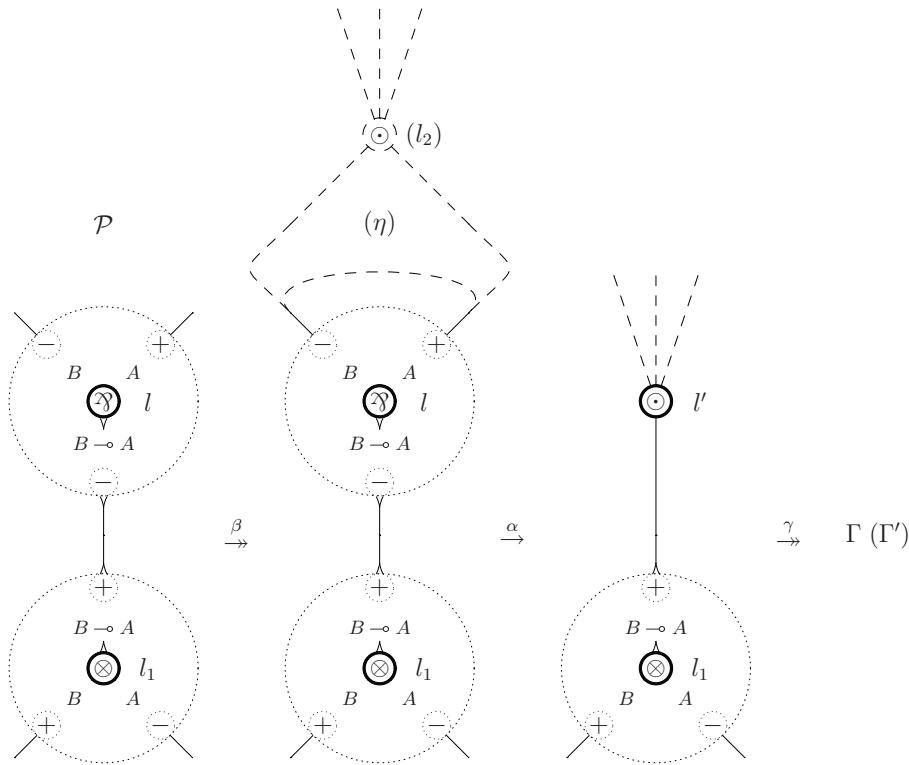 (l₂)
𝒫 (η)
− + − +
B A B A
⅋ l ⅋ l ⊙ l′
B ⊸ A B ⊸ A
− −
β ↠ α → γ ↠ Γ (Γ′)
+ + +
B ⊸ A B ⊸ A B ⊸ A
⊗ l₁ ⊗ l₁ ⊗ l₁
B A B A B A
+ − + − + −